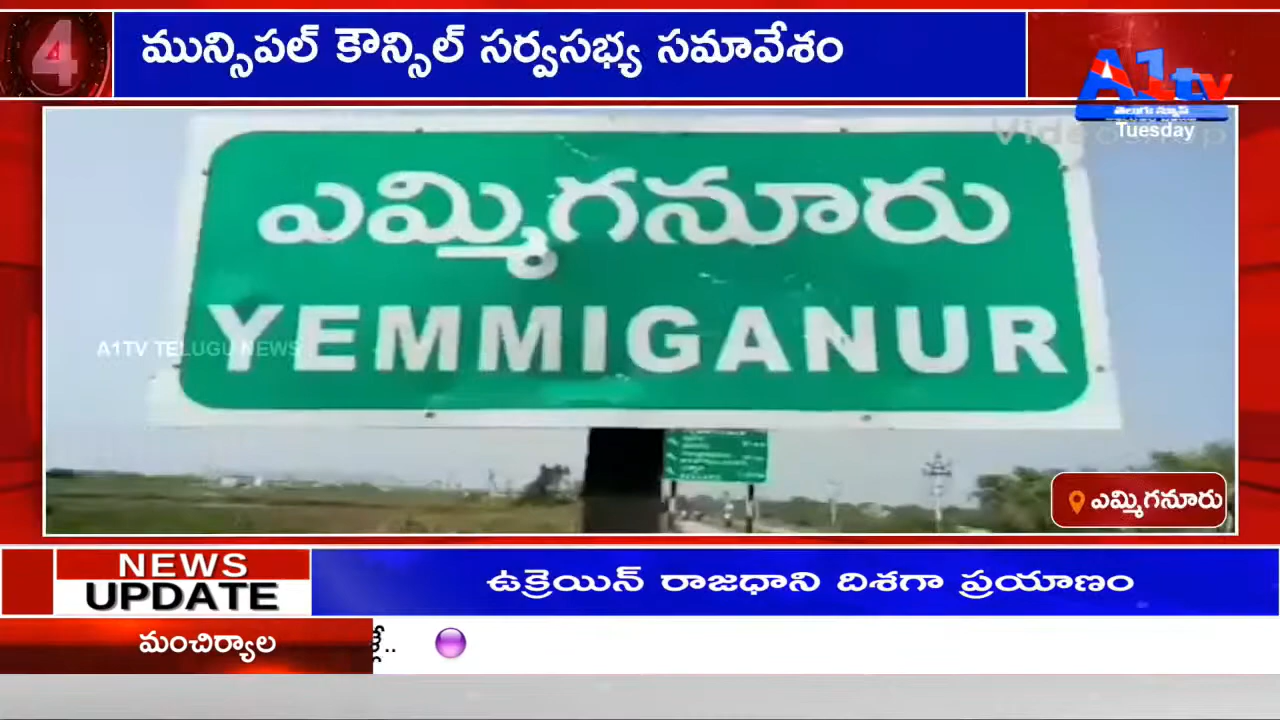 4
మున్సిపల్ కౌన్సిల్ సర్వసభ్య సమావేశం
A1tv
Tuesday
Videoshop
ఎమ్మిగనూరు
YEMMIGANUR
A1TV TELUGU NEWS
ఎమ్మిగనూరు
NEWS
UPDATE
ఉక్రెయిన్ రాజధాని దిశగా ప్రయాణం
మంచిర్యాల